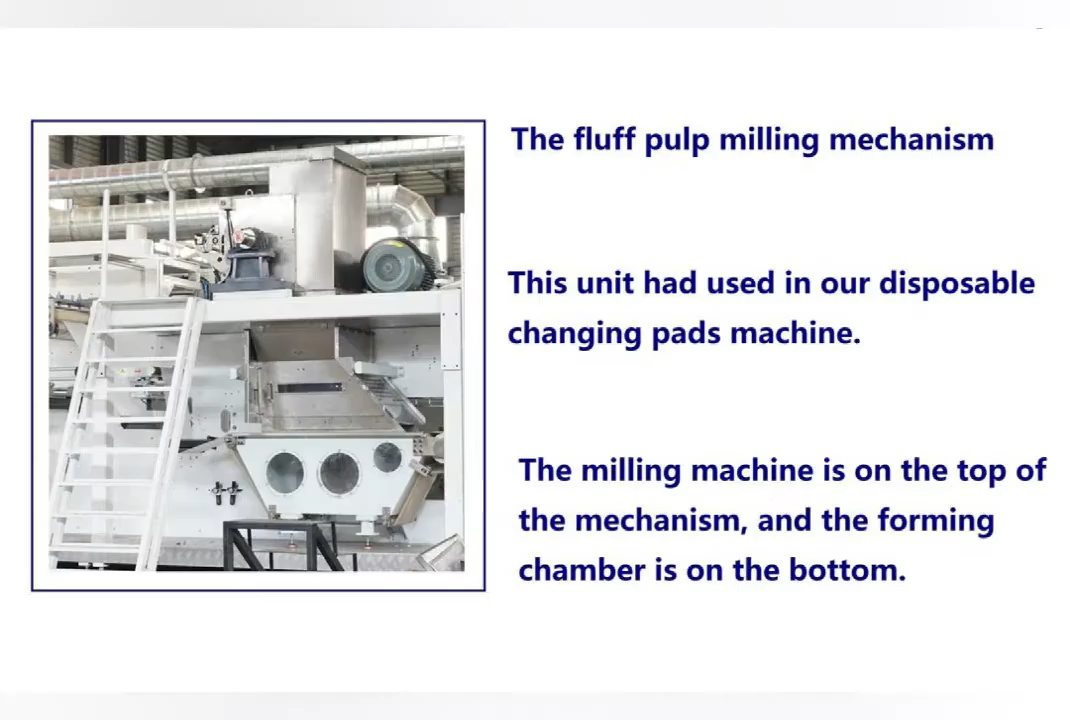 The fluff pulp milling mechanism
This unit had used in our disposable
changing pads machine.
The milling machine is on the top of
the mechanism, and the forming
chamber is on the bottom.